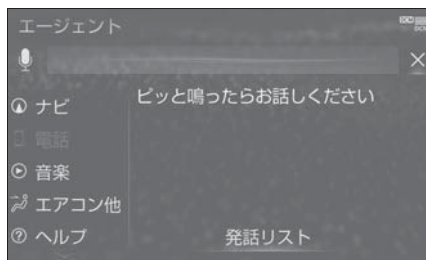 エージェント
ピッと鳴ったらお話しください
ナビ
電話
音楽
エアコン他
ヘルプ
発話リスト